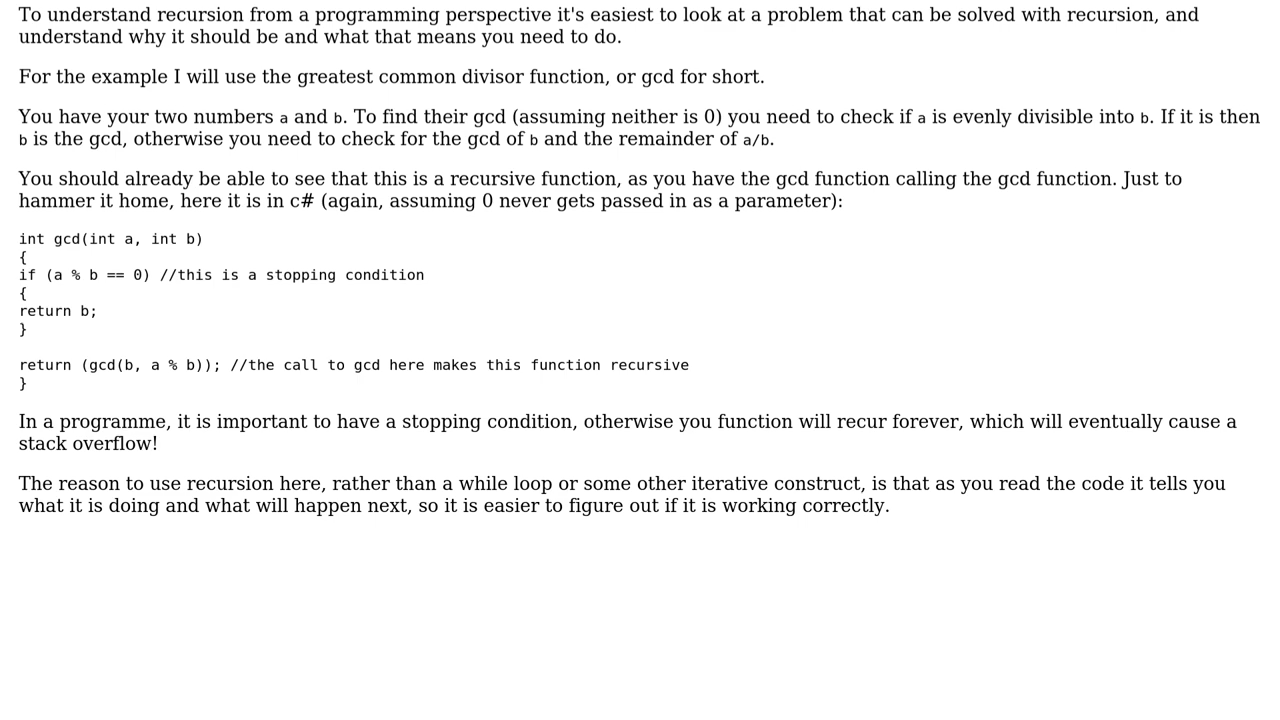 To understand recursion from a programming perspective it's easiest to look at a problem that can be solved with recursion, and
understand why it should be and what that means you need to do.
For the example I will use the greatest common divisor function, or gcd for short.
You have your two numbers a and b. To find their gcd (assuming neither is 0) you need to check if a is evenly divisible into b. If it is then
b is the gcd, otherwise you need to check for the gcd of b and the remainder of a/b.
You should already be able to see that this is a recursive function, as you have the gcd function calling the gcd function. Just to
hammer it home, here it is in c# (again, assuming 0 never gets passed in as a parameter):
int gcd(int a, int b)
{
if (a % b == 0) //this is a stopping condition
{
return b;
}
return (gcd(b, a % b)); //the call to gcd here makes this function recursive
}
In a programme, it is important to have a stopping condition, otherwise you function will recur forever, which will eventually cause a
stack overflow!
The reason to use recursion here, rather than a while loop or some other iterative construct, is that as you read the code it tells you
what it is doing and what will happen next, so it is easier to figure out if it is working correctly.